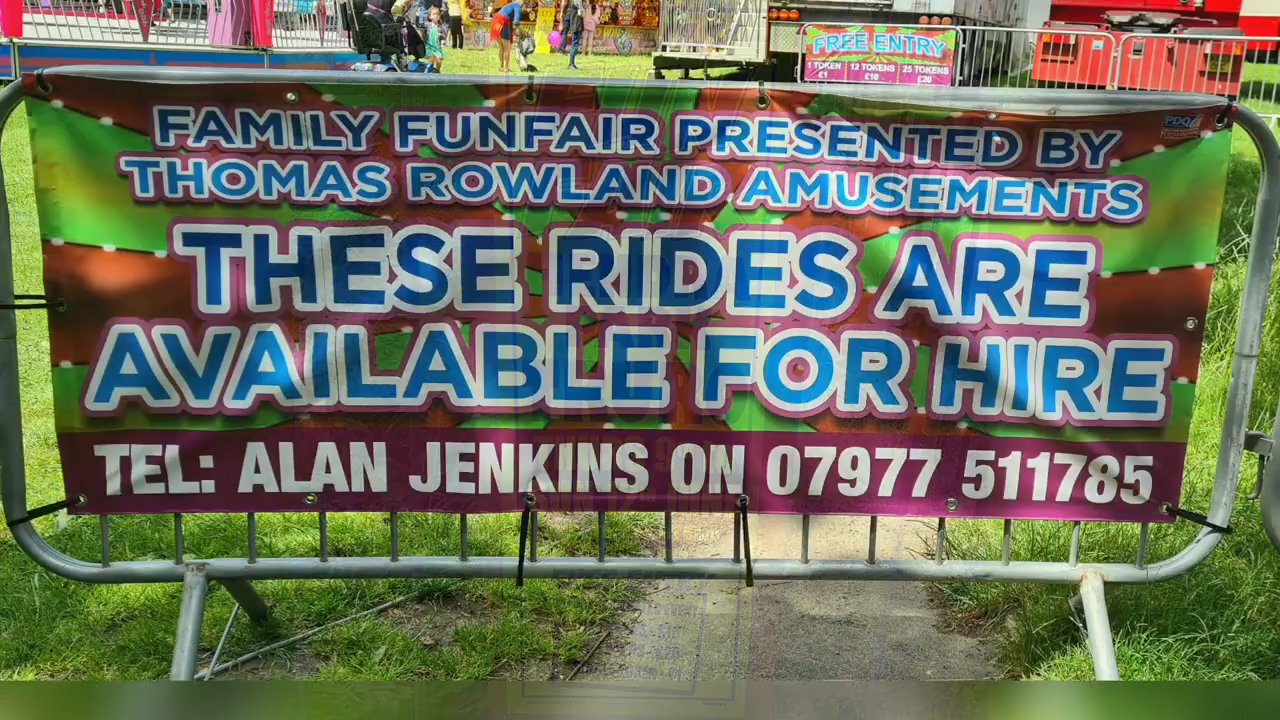 FREE ENTRY
1 TOKEN 12 TOKENS 25 TOKENS
£1 £10 £20
PDQ
FAMILY FUNFAIR PRESENTED BY
THOMAS ROWLAND AMUSEMENTS
THESE RIDES ARE
AVAILABLE FOR HIRE
TEL: ALAN JENKINS ON 07977 511785